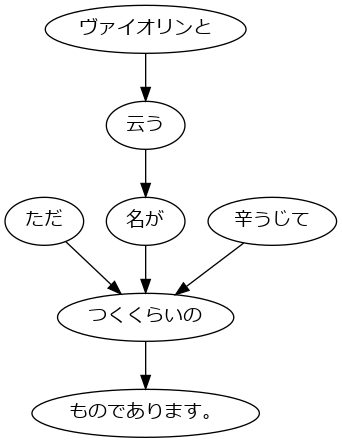 ヴァイオリンと
云う
ただ
名が
辛うじて
つくくらいの
ものであります。